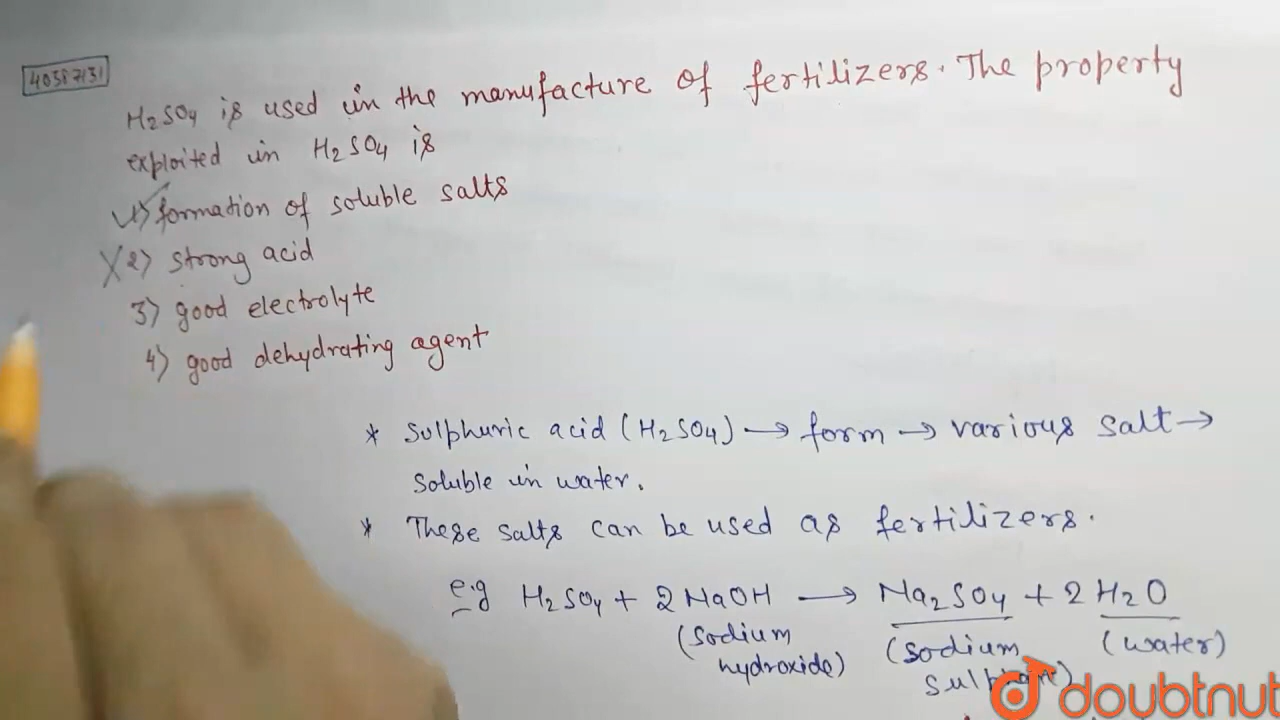 40387131
H2SO4 is used in the manufacture of fertilizers. The property
exploited in H2SO4 is
1) formation of soluble salts
2) strong acid
3) good electrolyte
4) good dehydrating agent
* Sulphuric acid (H2SO4) → form → various salt →
soluble in water.
* These salts can be used as fertilizers.
e.g H2SO4 + 2NaOH → Na2SO4 + 2H2O
(sodium hydroxide) (sodium sulphate) (water)
doubtnut